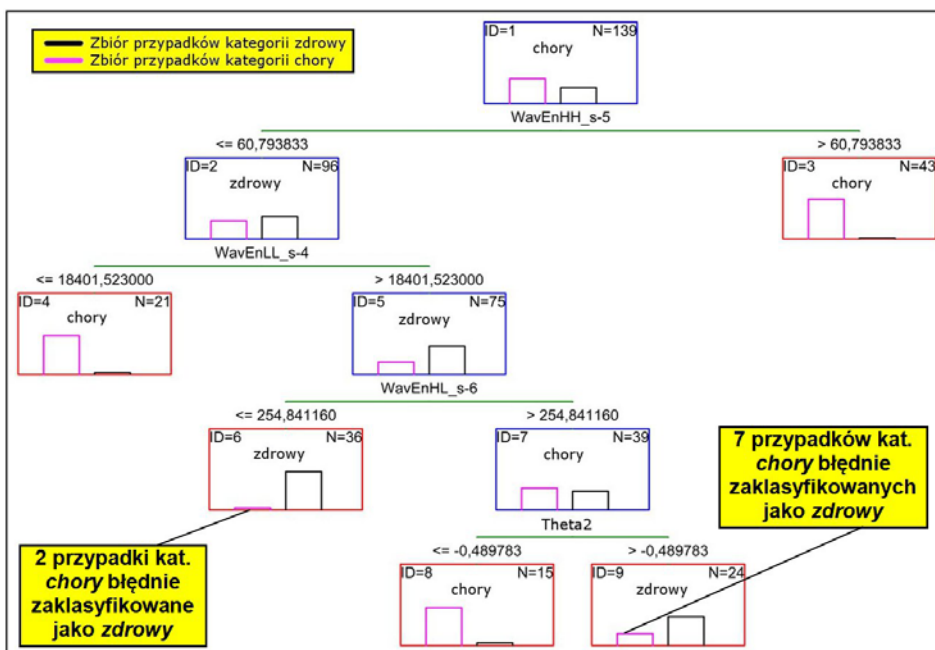 Zbiór przypadków kategorii zdrowy
Zbiór przypadków kategorii chory
ID=1 N=139
chory
WavEnHH_s-5
<= 60,793833 > 60,793833
ID=2 N=96
zdrowy
ID=3 N=43
chory
WavEnLL_s-4
<= 18401,523000 > 18401,523000
ID=4 N=21
chory
ID=5 N=75
zdrowy
WavEnHL_s-6
<= 254,841160 > 254,841160
ID=6 N=36
zdrowy
ID=7 N=39
chory
7 przypadków kat.
chory błędnie
zaklasyfikowanych
jako zdrowy
Theta2
<= -0,489783 > -0,489783
2 przypadki kat.
chory błędnie
zaklasyfikowane
jako zdrowy
ID=8 N=15
chory
ID=9 N=24
zdrowy